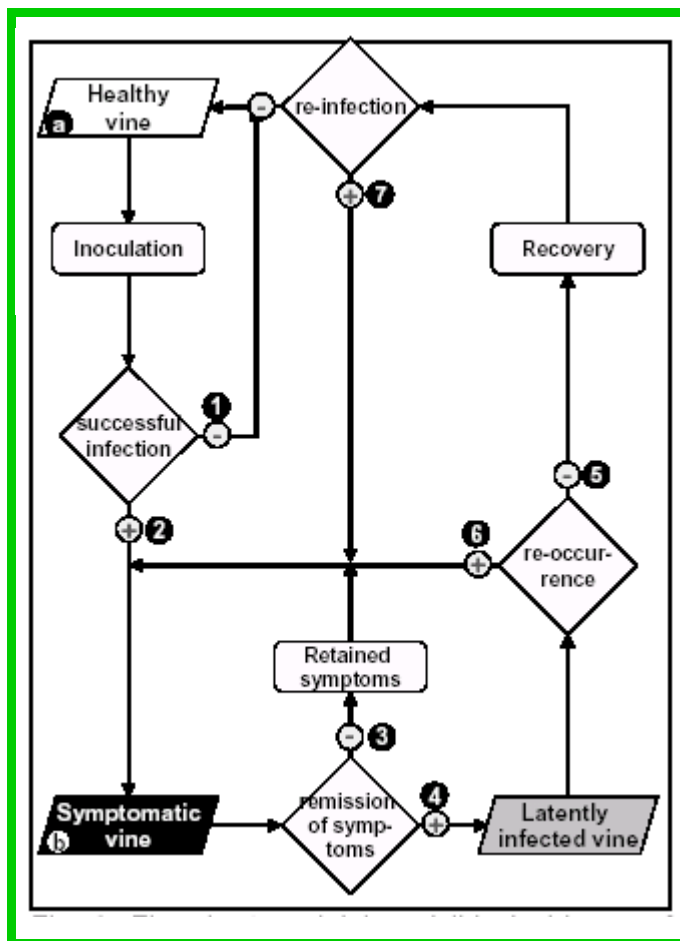 Healthy
vine
a
-
re-infection
+
7
Inoculation
Recovery
successful
infection
1
-
+
2
-
5
6
+
re-occur-
rence
Retained
symptoms
-
3
Symptomatic
vine
b
remission
of symp-
toms
4
+
Latently
infected vine